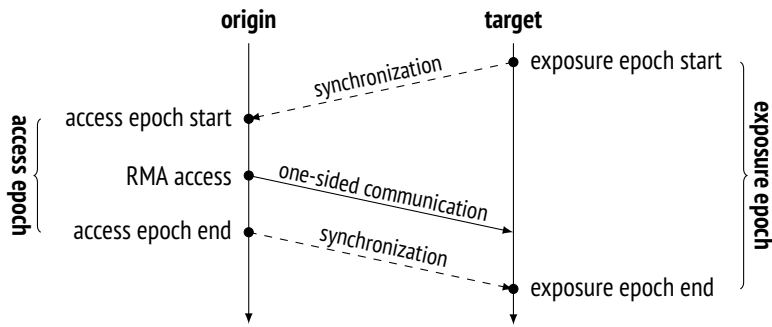 origin
target
exposure epoch start
synchronization
access epoch start
access epoch
exposure epoch
RMA access
one-sided communication
access epoch end
synchronization
exposure epoch end